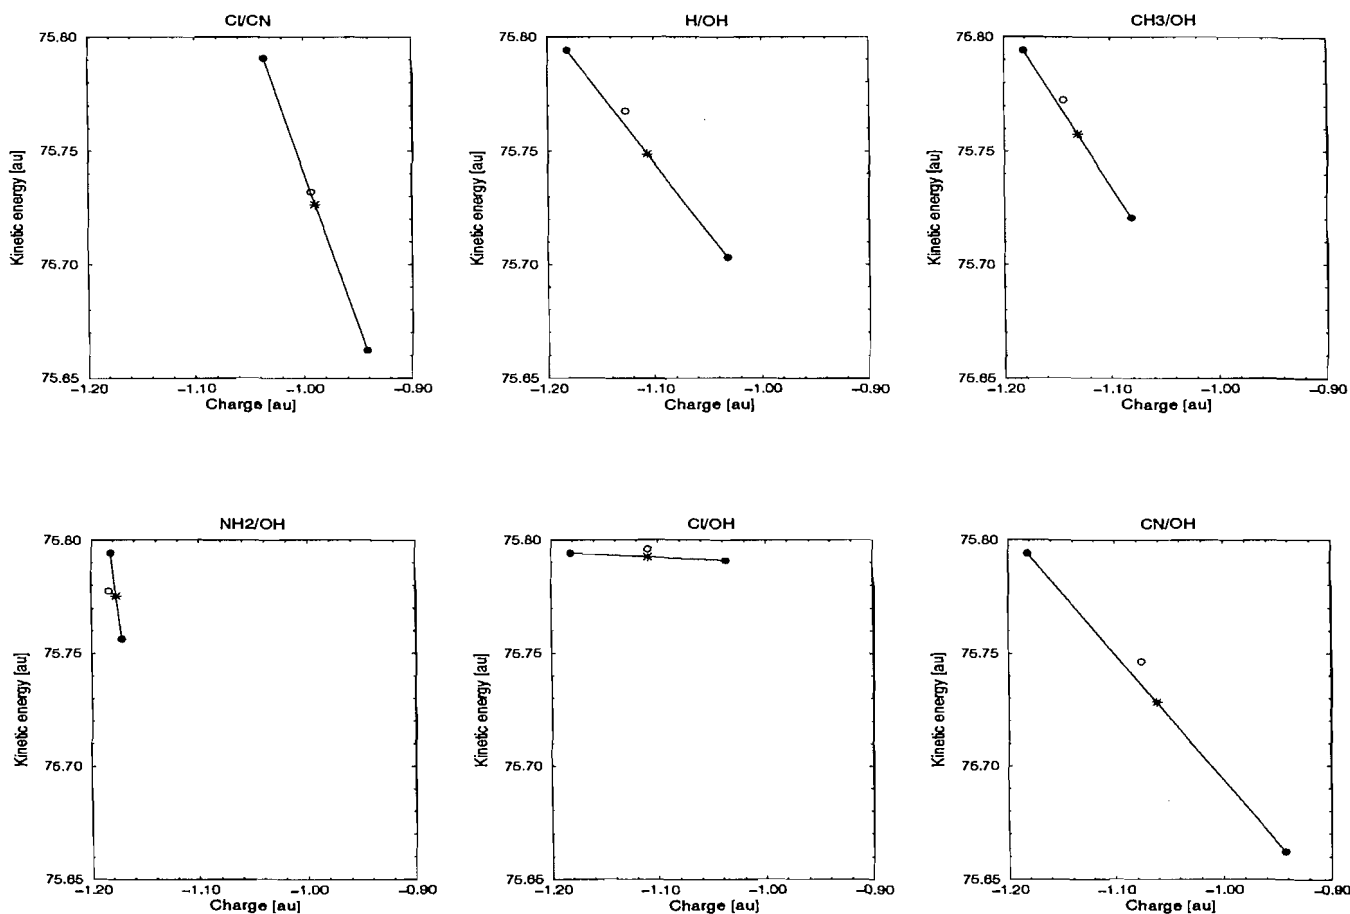 Cl/CN
H/OH
CH3/OH
75.80
75.75
75.70
75.65
Kinetic energy [au]
−1.20 −1.10 −1.00 −0.90
Charge [au]
75.80
75.75
75.70
75.65
Kinetic energy [au]
−1.20 −1.10 −1.00 −0.90
Charge [au]
75.80
75.75
75.70
75.65
Kinetic energy [au]
−1.20 −1.10 −1.00 −0.90
Charge [au]
NH2/OH
Cl/OH
CN/OH
75.80
75.75
75.70
75.65
Kinetic energy [au]
−1.20 −1.10 −1.00 −0.90
Charge [au]
75.80
75.75
75.70
75.65
Kinetic energy [au]
−1.20 −1.10 −1.00 −0.90
Charge [au]
75.80
75.75
75.70
75.65
Kinetic energy [au]
−1.20 −1.10 −1.00 −0.90
Charge [au]